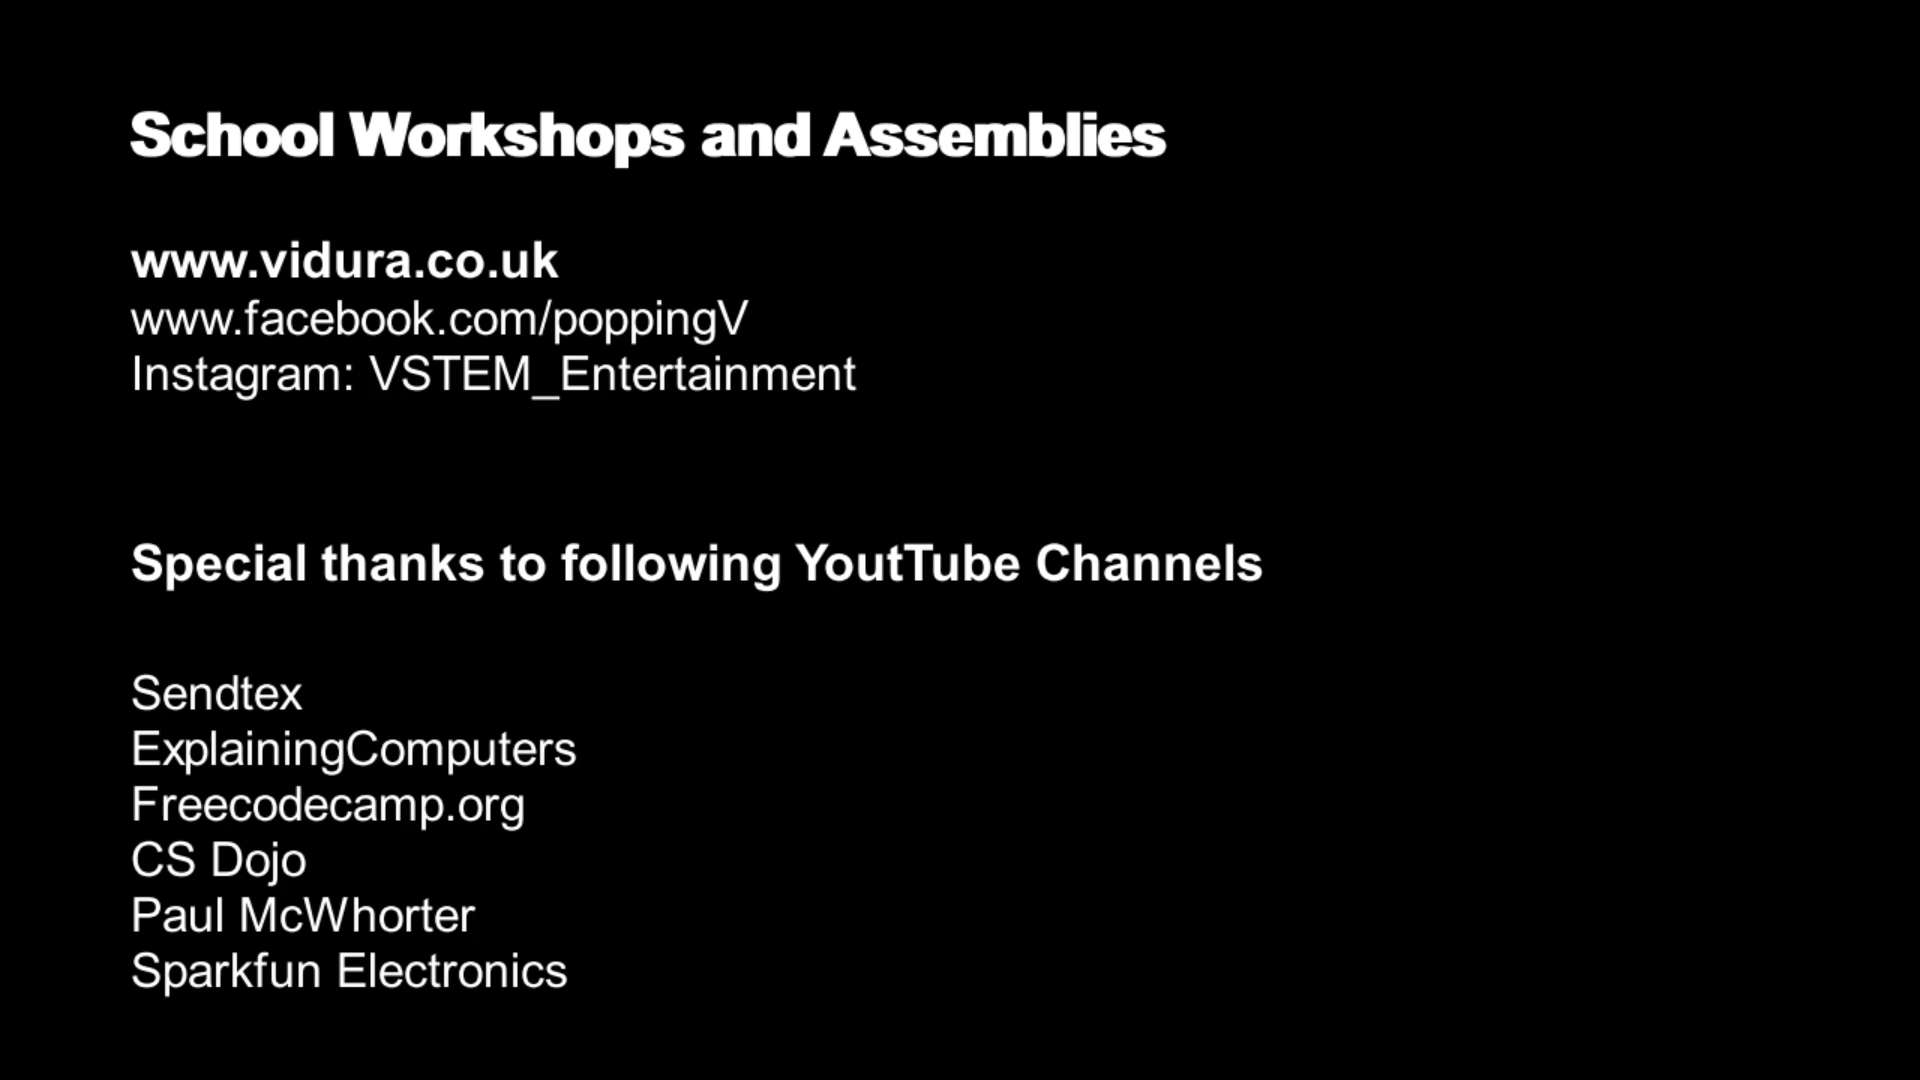 School Workshops and Assemblies
www.vidura.co.uk
www.facebook.com/poppingV
Instagram: VSTEM_Entertainment
Special thanks to following YoutTube Channels
Sendtex
ExplainingComputers
Freecodecamp.org
CS Dojo
Paul McWhorter
Sparkfun Electronics